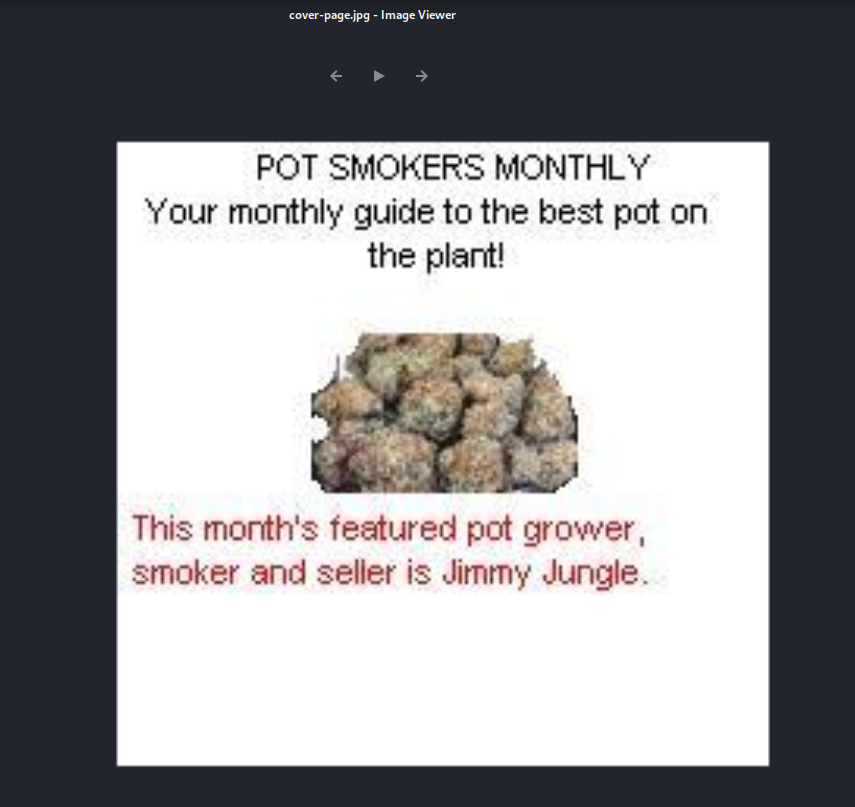 cover-page.jpg - Image Viewer
POT SMOKERS MONTHLY
Your monthly guide to the best pot on
the plant!
This month's featured pot grower,
smoker and seller is Jimmy Jungle.